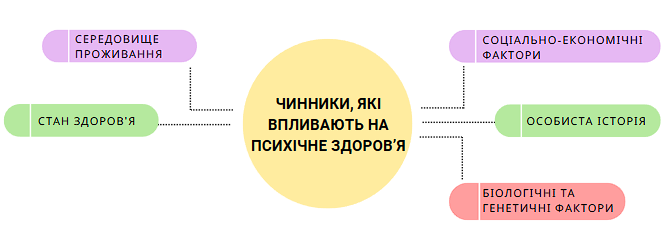 СЕРЕДОВИЩЕ
ПРОЖИВАННЯ
СТАН ЗДОРОВ'Я
ЧИННИКИ, ЯКІ
ВПЛИВАЮТЬ НА
ПСИХІЧНЕ ЗДОРОВ'Я
СОЦІАЛЬНО-ЕКОНОМІЧНІ
ФАКТОРИ
ОСОБИСТА ІСТОРІЯ
БІОЛОГІЧНІ ТА
ГЕНЕТИЧНІ ФАКТОРИ